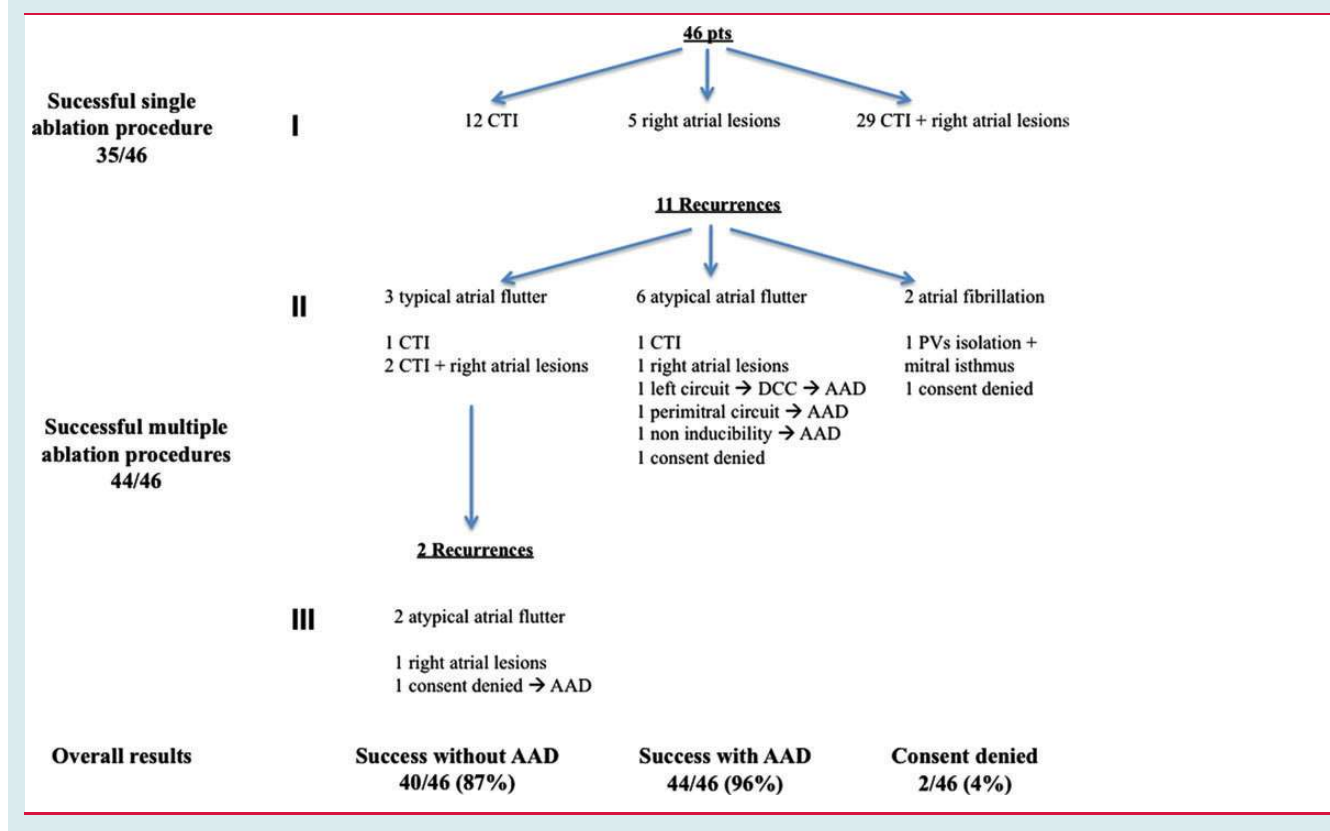 46 pts
Sucessful single
ablation procedure
35/46
I
12 CTI
5 right atrial lesions
29 CTI + right atrial lesions
11 Recurrences
II
3 typical atrial flutter
1 CTI
2 CTI + right atrial lesions
6 atypical atrial flutter
1 CTI
1 right atrial lesions
1 left circuit → DCC → AAD
1 perimitral circuit → AAD
1 non inducibility → AAD
1 consent denied
2 atrial fibrillation
1 PVs isolation +
mitral isthmus
1 consent denied
Successful multiple
ablation procedures
44/46
2 Recurrences
III
2 atypical atrial flutter
1 right atrial lesions
1 consent denied → AAD
Overall results
Success without AAD
40/46 (87%)
Success with AAD
44/46 (96%)
Consent denied
2/46 (4%)